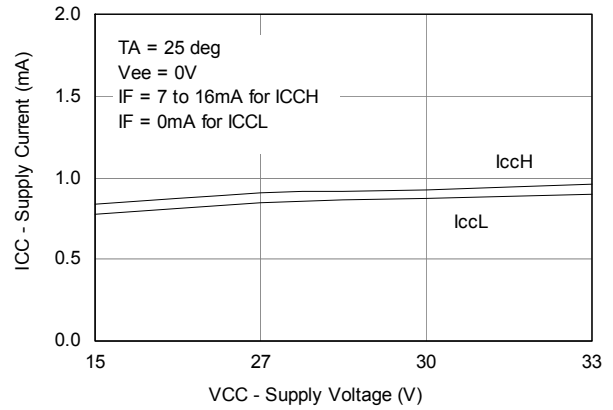 2.0
1.5
1.0
0.5
0.0
ICC - Supply Current (mA)
TA = 25 deg
Vee = 0V
IF = 7 to 16mA for ICCH
IF = 0mA for ICCL
IccH
IccL
15 27 30 33
VCC - Supply Voltage (V)